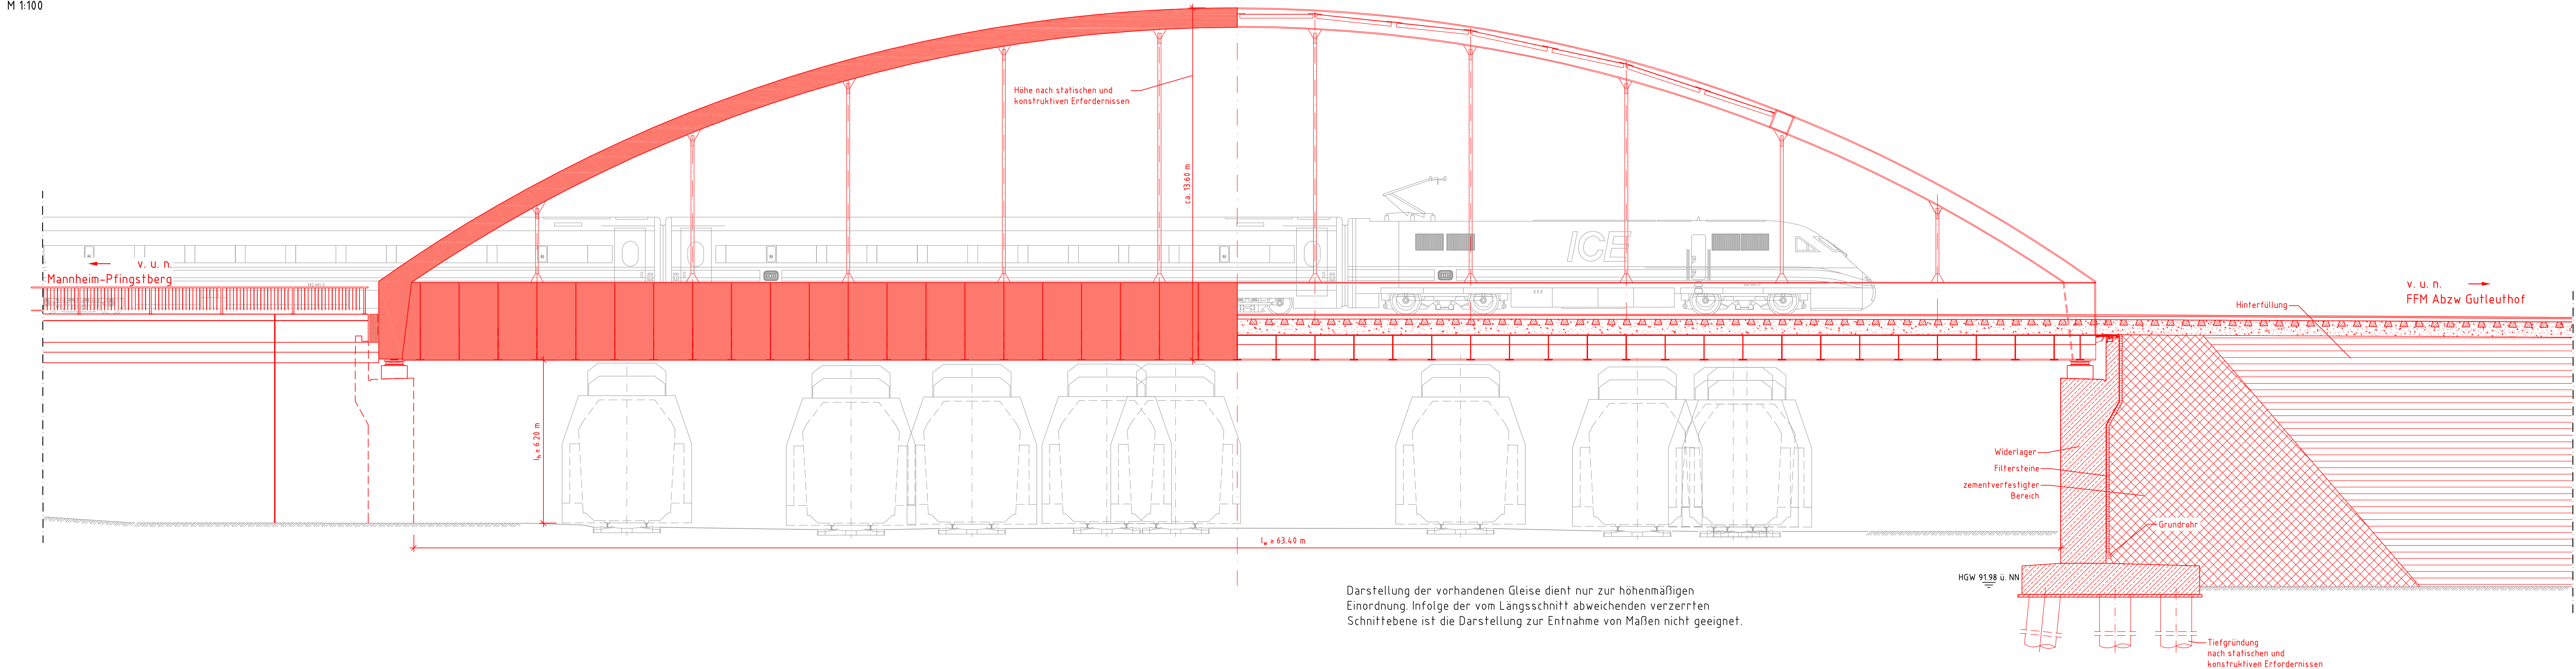 M 1:100
Höhe nach statischen und
konstruktiven Erfordernissen
ca. 13.60 m
ICE
v. u. n.
Mannheim-Pfingstberg
v. u. n.
FFM Abzw Gutleuthof
Hinterfüllung
lh ≥ 6.20 m
Widerlager
Filtersteine
zementverfestigter
Bereich
Grundrohr
lw ≥ 63.40 m
HGW 91.98 ü. NN
Darstellung der vorhandenen Gleise dient nur zur höhenmäßigen
Einordnung. Infolge der vom Längsschnitt abweichenden verzerrten
Schnittebene ist die Darstellung zur Entnahme von Maßen nicht geeignet.
Tiefgründung
nach statischen und
konstruktiven Erfordernissen